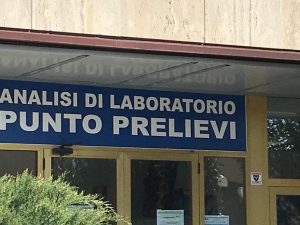 ANALISI DI LABORATORIO
PUNTO PRELIEVI